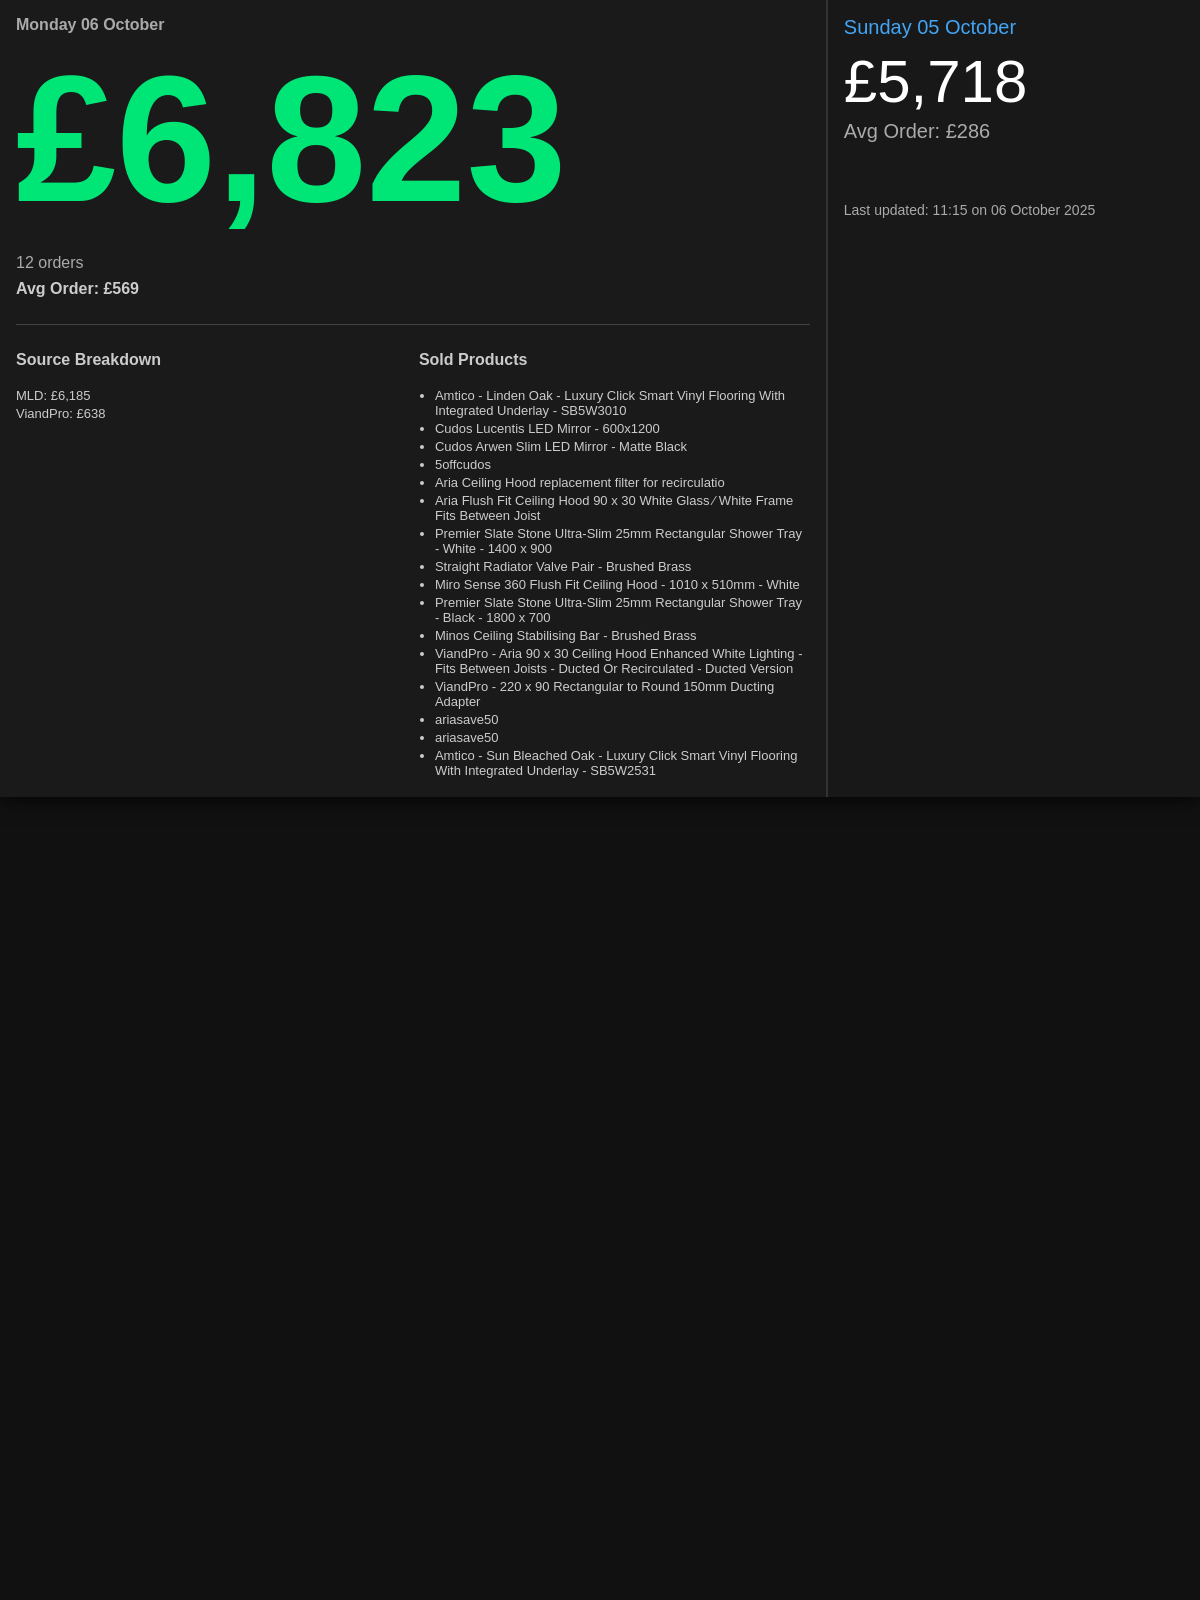 Monday 06 October
£6,823
12 orders
Avg Order: £569
Source Breakdown
MLD: £6,185
ViandPro: £638
Sold Products
Amtico - Linden Oak - Luxury Click Smart Vinyl Flooring With
Integrated Underlay - SB5W3010
Cudos Lucentis LED Mirror - 600x1200
Cudos Arwen Slim LED Mirror - Matte Black
5offcudos
Aria Ceiling Hood replacement filter for recirculatio
Aria Flush Fit Ceiling Hood 90 x 30 White Glass ⁄ White Frame
Fits Between Joist
Premier Slate Stone Ultra-Slim 25mm Rectangular Shower Tray
- White - 1400 x 900
Straight Radiator Valve Pair - Brushed Brass
Miro Sense 360 Flush Fit Ceiling Hood - 1010 x 510mm - White
Premier Slate Stone Ultra-Slim 25mm Rectangular Shower Tray
- Black - 1800 x 700
Minos Ceiling Stabilising Bar - Brushed Brass
ViandPro - Aria 90 x 30 Ceiling Hood Enhanced White Lighting -
Fits Between Joists - Ducted Or Recirculated - Ducted Version
ViandPro - 220 x 90 Rectangular to Round 150mm Ducting
Adapter
ariasave50
ariasave50
Amtico - Sun Bleached Oak - Luxury Click Smart Vinyl Flooring
With Integrated Underlay - SB5W2531
Sunday 05 October
£5,718
Avg Order: £286
Last updated: 11:15 on 06 October 2025